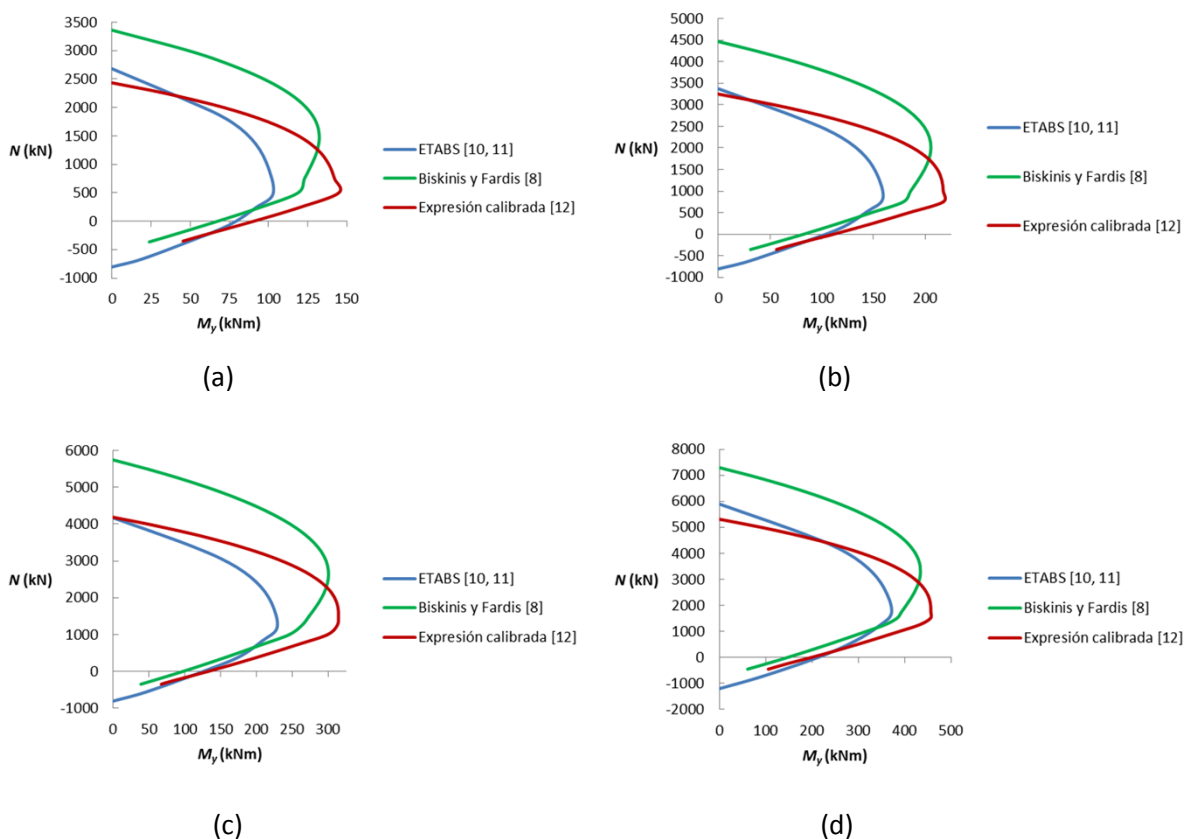 3500
3000
2500
2000
1500
1000
500
0
-500
-1000
N (kN)
0 25 50 75 100 125 150
My (kNm)
ETABS [10, 11]
Biskinis y Fardis [8]
Expresión calibrada [12]
(a)
5000
4500
4000
3500
3000
2500
2000
1500
1000
500
0
-500
-1000
N (kN)
0 50 100 150 200
My (kNm)
ETABS [10, 11]
Biskinis y Fardis [8]
Expresión calibrada [12]
(b)
6000
5000
4000
3000
2000
1000
0
-1000
N (kN)
0 50 100 150 200 250 300
My (kNm)
ETABS [10, 11]
Biskinis y Fardis [8]
Expresión calibrada [12]
(c)
8000
7000
6000
5000
4000
3000
2000
1000
0
-1000
-2000
N (kN)
0 100 200 300 400 500
My (kNm)
ETABS [10, 11]
Biskinis y Fardis [8]
Expresión calibrada [12]
(d)